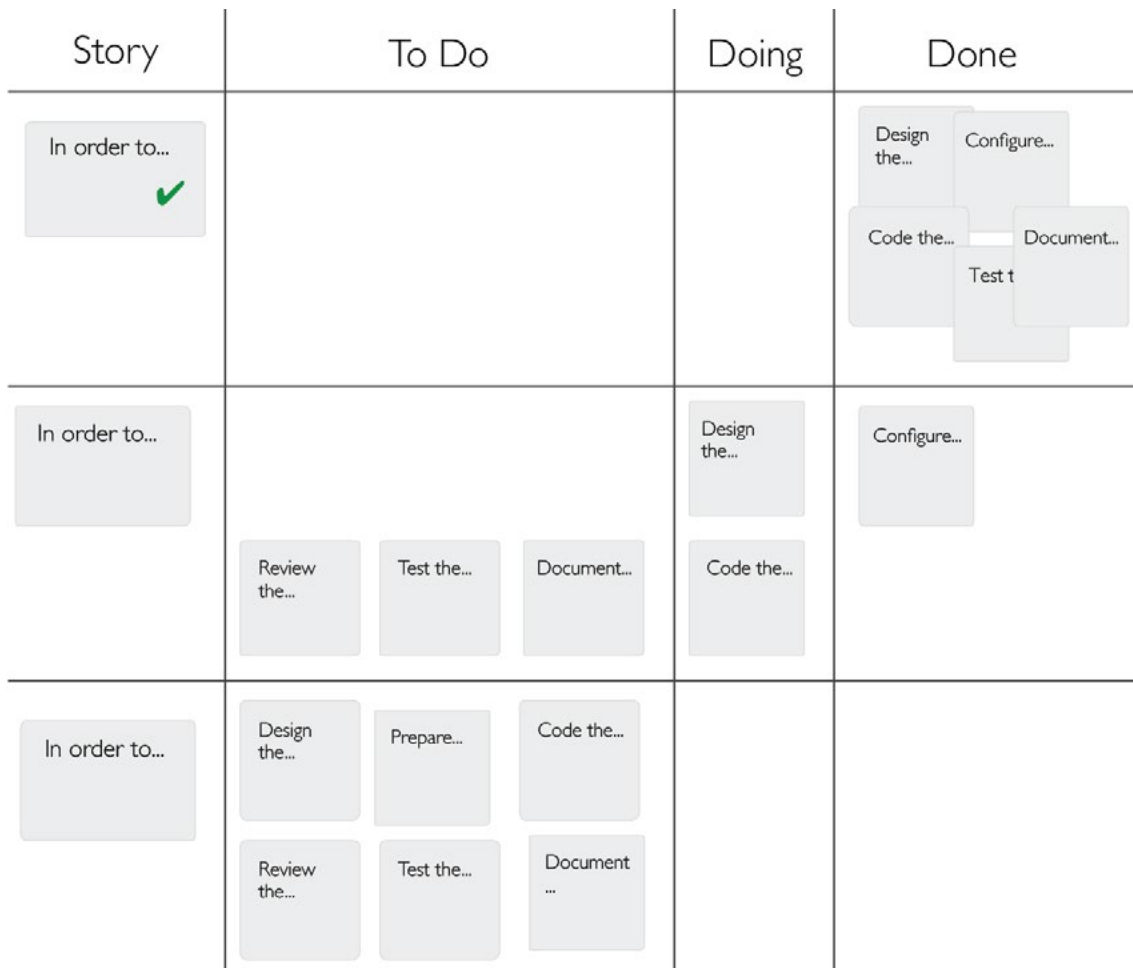 Story
To Do
Doing
Done
In order to...
Design
the...
Configure...
Code the...
Document...
Test t
In order to...
Review
the...
Test the...
Document...
Design
the...
Code the...
Configure...
In order to...
Design
the...
Prepare...
Code the...
Review
the...
Test the...
Document
...